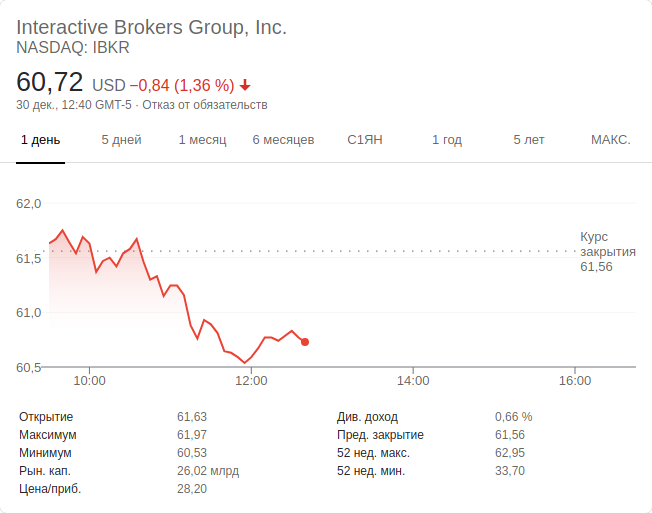 Interactive Brokers Group, Inc.
NASDAQ: IBKR
60,72 USD −0,84 (1,36 %)
30 дек., 12:40 GMT-5 · Отказ от обязательств
1 день 5 дней 1 месяц 6 месяцев С1ЯН 1 год 5 лет МАКС.
62,0
61,5
61,0
60,5
Курс
закрытия
61,56
10:00 12:00 14:00 16:00
Открытие 61,63 Див. доход 0,66 %
Максимум 61,97 Пред. закрытие 61,56
Минимум 60,53 52 нед. макс. 62,95
Рын. кап. 26,02 млрд 52 нед. мин. 33,70
Цена/приб. 28,20